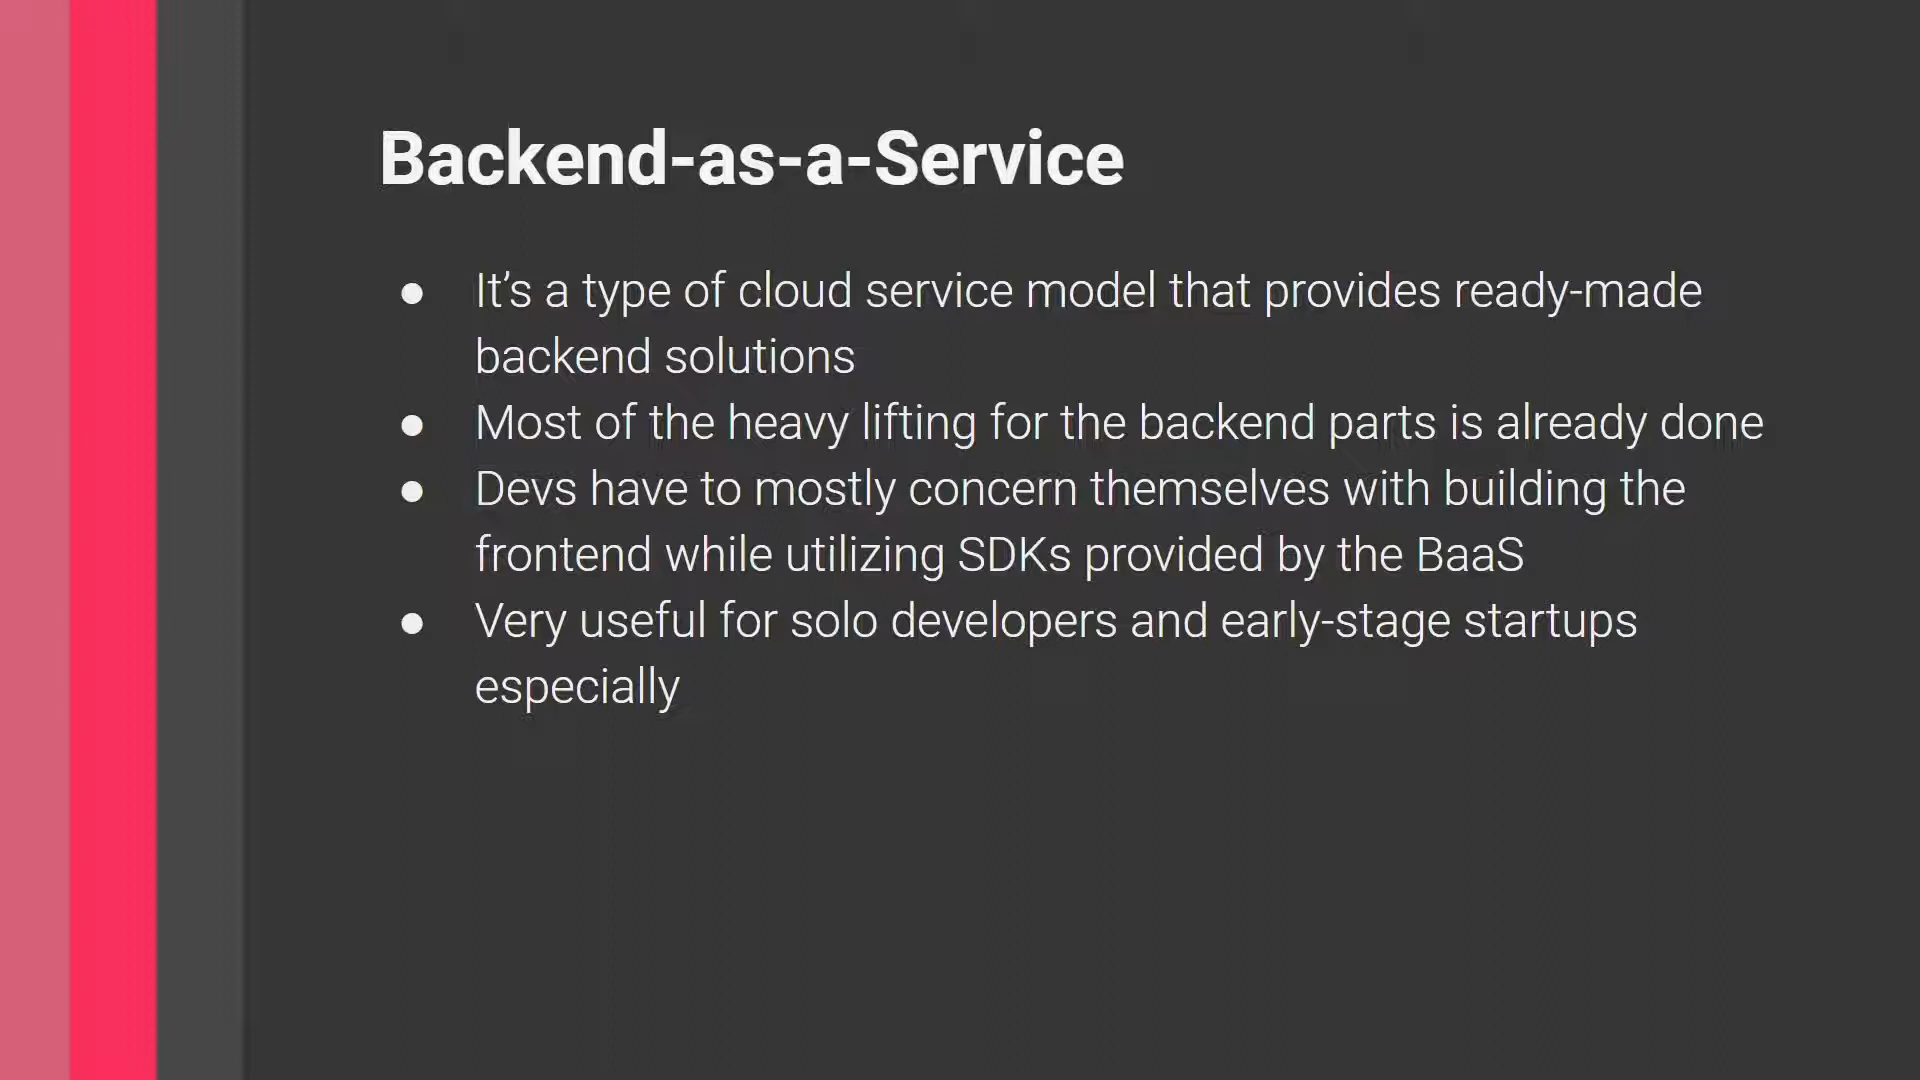 Backend-as-a-Service
● It’s a type of cloud service model that provides ready-made
backend solutions
● Most of the heavy lifting for the backend parts is already done
● Devs have to mostly concern themselves with building the
frontend while utilizing SDKs provided by the BaaS
● Very useful for solo developers and early-stage startups
especially